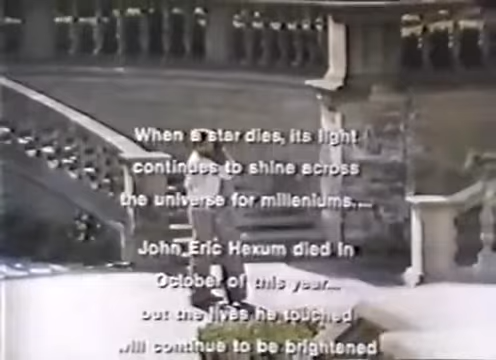 When a star dies, its light
continues to shine across
the universe for milleniums....
John Eric Hexum died in
October of this year...
but the lives he touched
will continue to be brightened